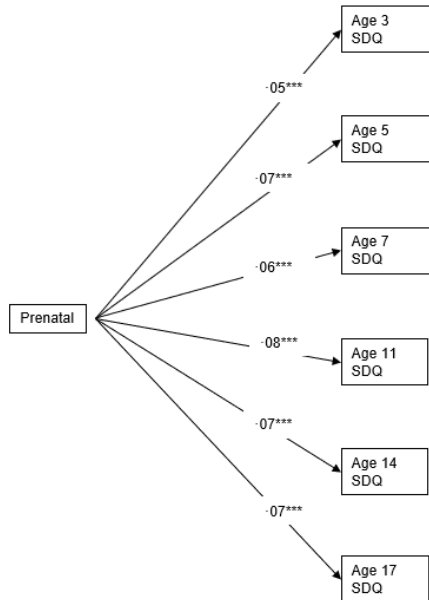 Age 3
SDQ
·05***
Age 5
SDQ
·07***
Age 7
SDQ
·06***
Prenatal
·08***
Age 11
SDQ
·07***
Age 14
SDQ
·07***
Age 17
SDQ